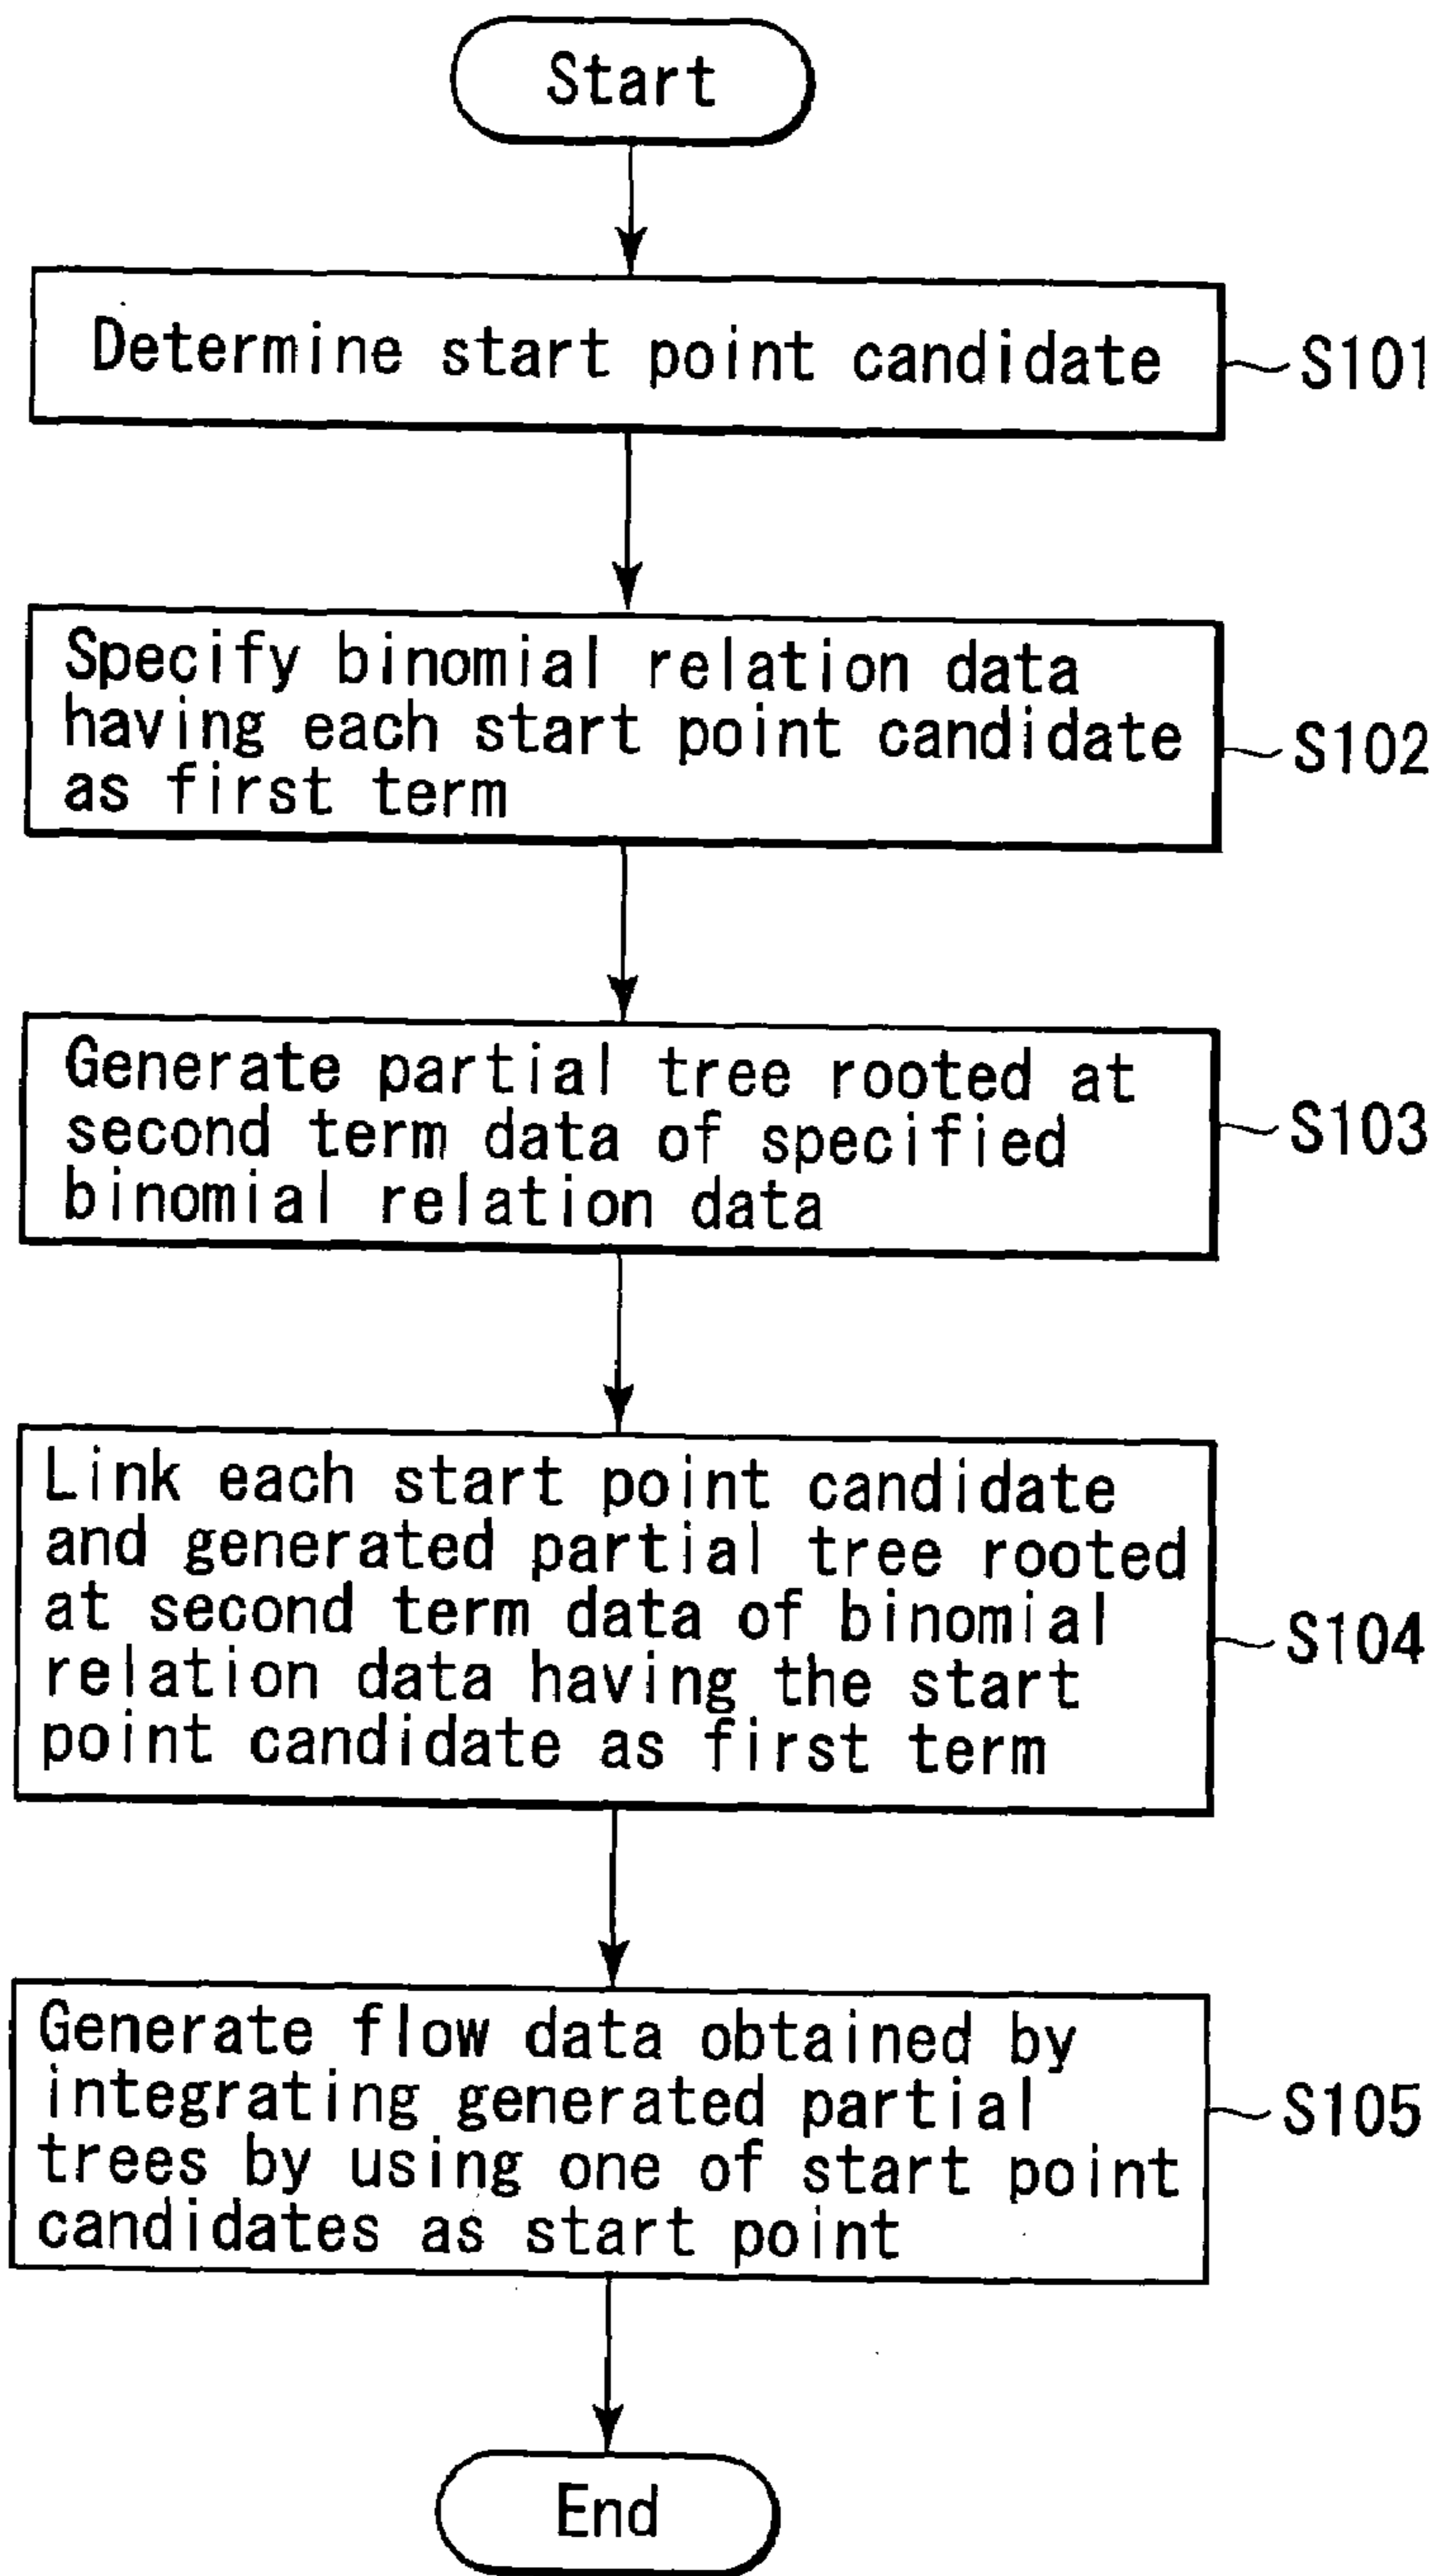 Start
Determine start point candidate
S101
Specify binomial relation data
having each start point candidate
as first term
S102
Generate partial tree rooted at
second term data of specified
binomial relation data
S103
Link each start point candidate
and generated partial tree rooted
at second term data of binomial
relation data having the start
point candidate as first term
S104
Generate flow data obtained by
integrating generated partial
trees by using one of start point
candidates as start point
S105
End